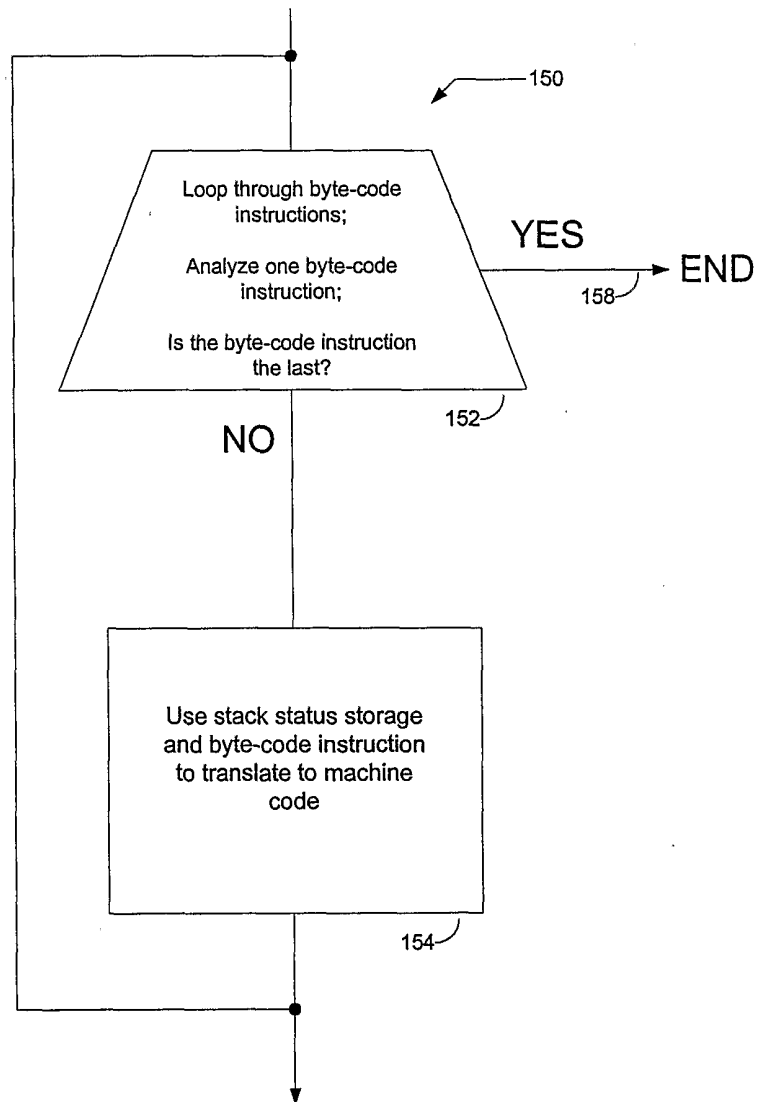 150
Loop through byte-code
instructions;
Analyze one byte-code
instruction;
Is the byte-code instruction
the last?
YES
END
158
152
NO
Use stack status storage
and byte-code instruction
to translate to machine
code
154